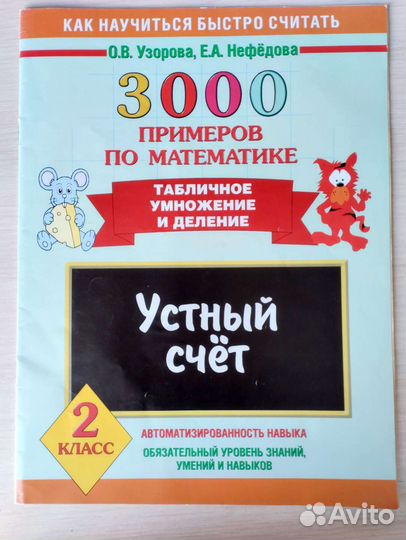 КАК НАУЧИТЬСЯ БЫСТРО СЧИТАТЬ
О.В. Узорова, Е.А. Нефёдова
3000
ПРИМЕРОВ
ПО МАТЕМАТИКЕ
ТАБЛИЧНОЕ
УМНОЖЕНИЕ
И ДЕЛЕНИЕ
Устный
счёт
2
КЛАСС
АВТОМАТИЗИРОВАННОСТЬ НАВЫКА
ОБЯЗАТЕЛЬНЫЙ УРОВЕНЬ ЗНАНИЙ,
УМЕНИЙ И НАВЫКОВ
Avito